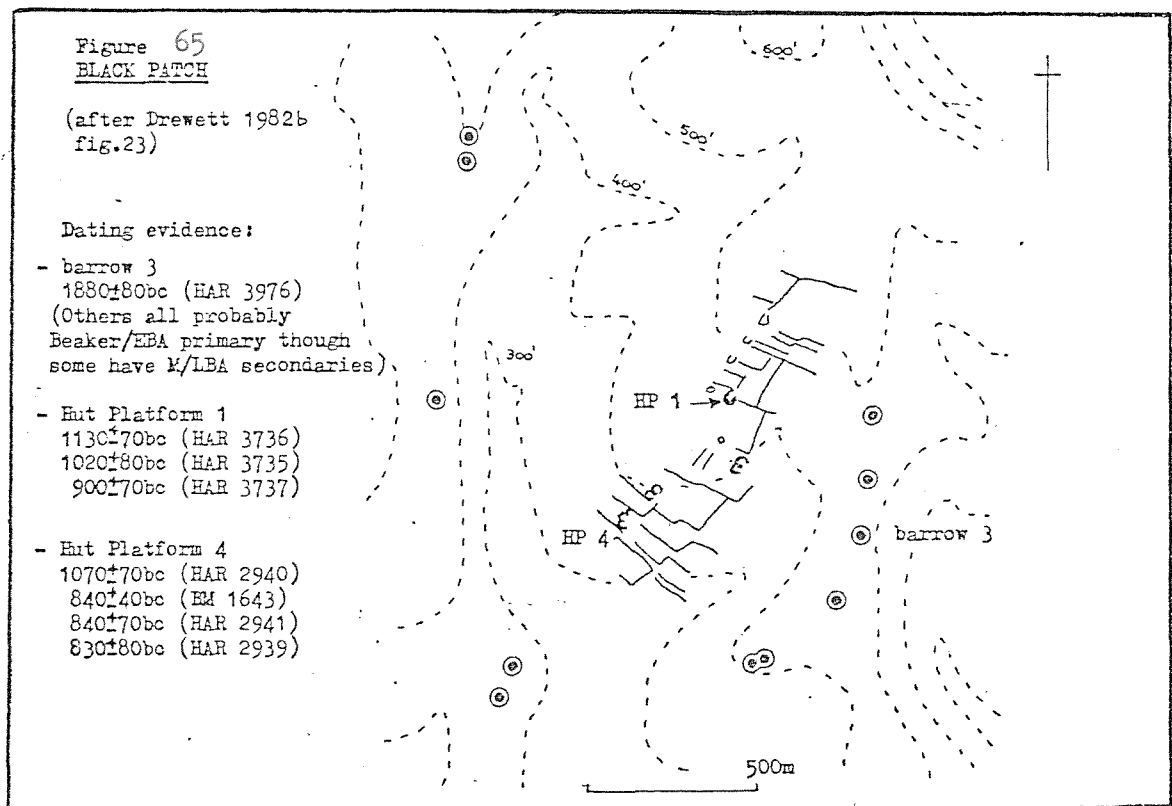 Figure 65
BLACK PATCH
(after Drewett 1982b
fig.23)
Dating evidence:
- barrow 3
1880±80bc (HAR 3976)
(Others all probably
Beaker/EBA primary though
some have M/LBA secondaries)
- Hut Platform 1
1130±70bc (HAR 3736)
1020±80bc (HAR 3735)
900±70bc (HAR 3737)
- Hut Platform 4
1070±70bc (HAR 2940)
840±40bc (BM 1643)
840±70bc (HAR 2941)
830±80bc (HAR 2939)
600'
500'
400'
300'
HP 1
HP 4
barrow 3
500m